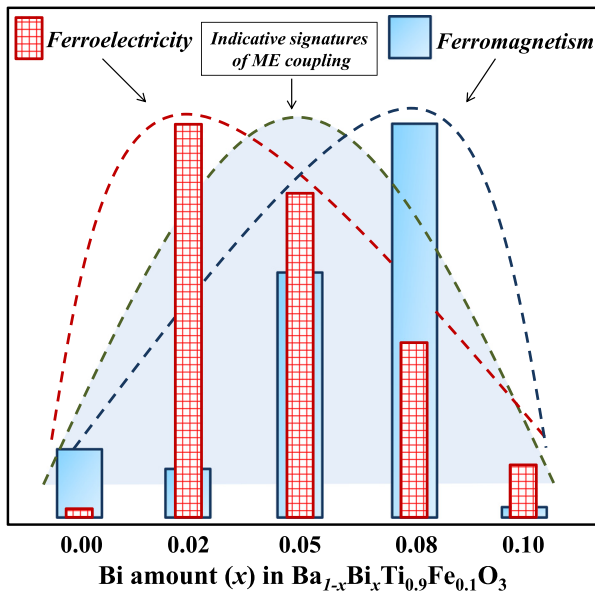 Ferroelectricity
Indicative signatures
of ME coupling
Ferromagnetism
0.00 0.02 0.05 0.08 0.10
Bi amount (x) in Ba1-xBixTi0.9Fe0.1O3